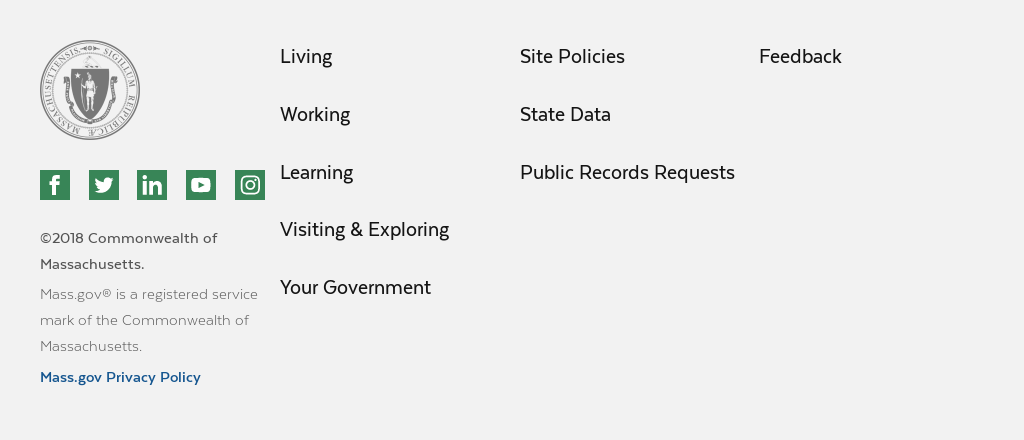 SIGILLUM REIPUBLICÆ MASSACHUSETTENSIS
©2018 Commonwealth of
Massachusetts.
Mass.gov® is a registered service
mark of the Commonwealth of
Massachusetts.
Mass.gov Privacy Policy
Living
Working
Learning
Visiting & Exploring
Your Government
Site Policies
State Data
Public Records Requests
Feedback